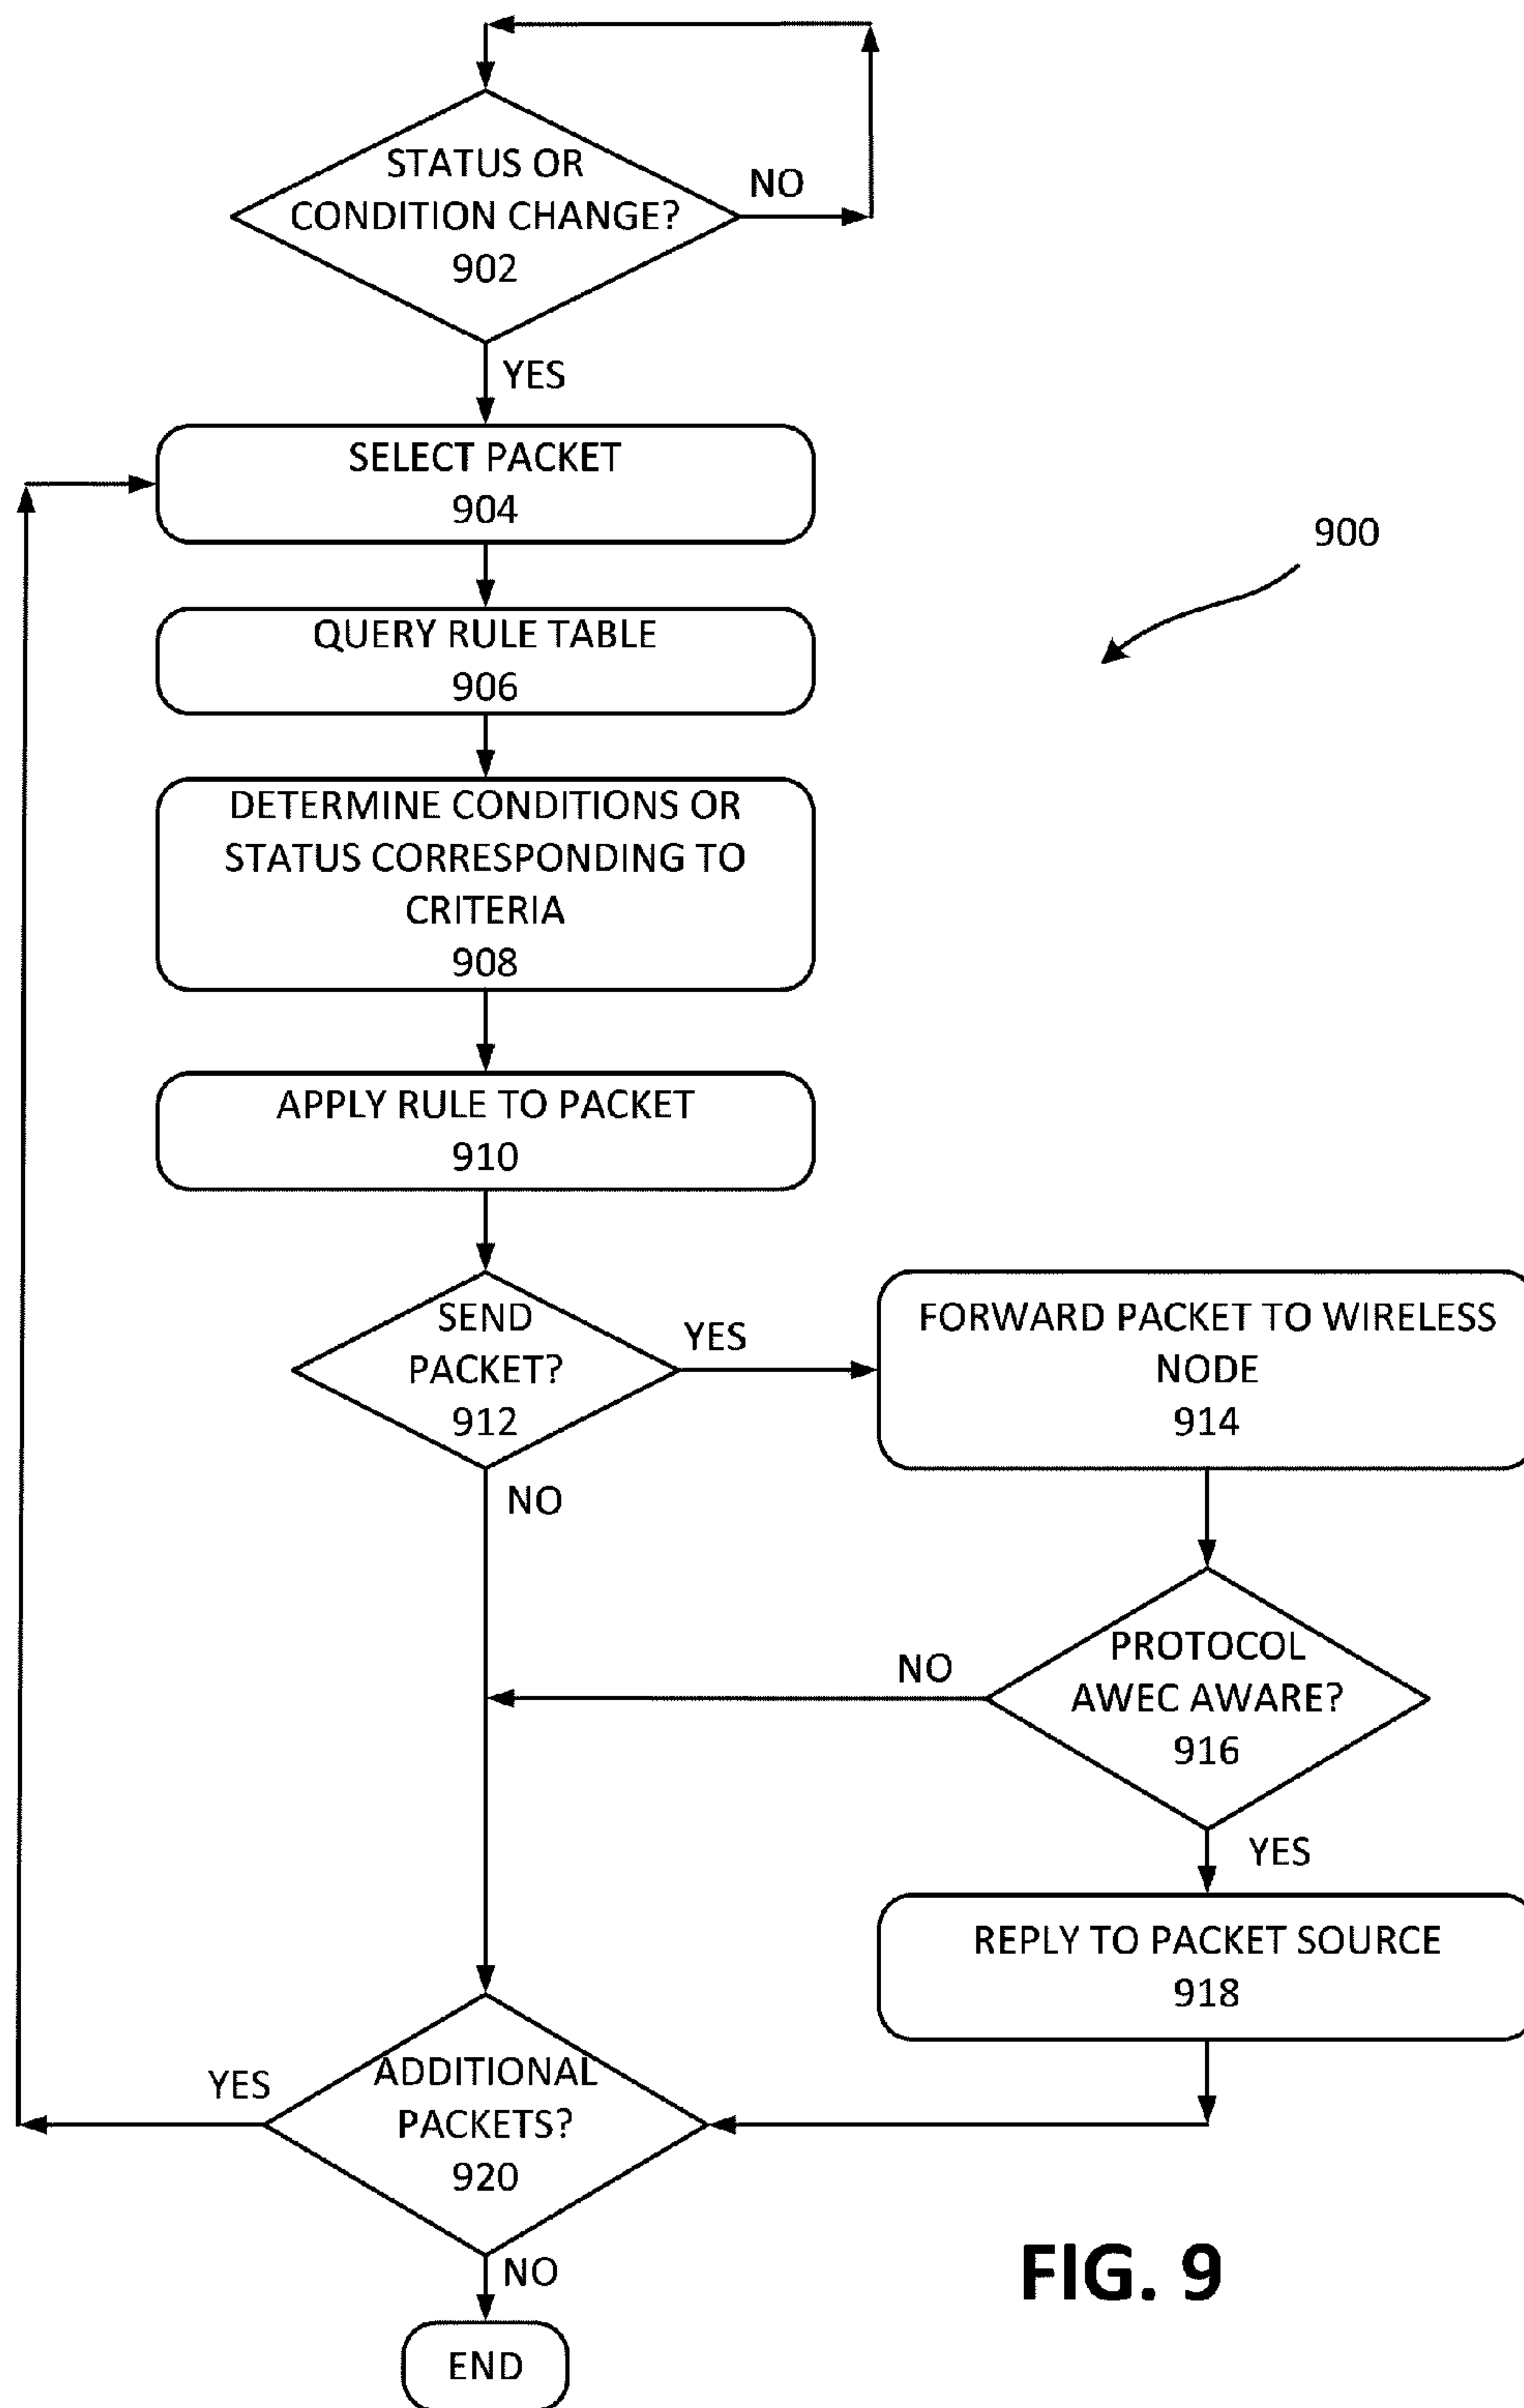 STATUS OR
CONDITION CHANGE?
902
NO
YES
SELECT PACKET
904
900
QUERY RULE TABLE
906
DETERMINE CONDITIONS OR
STATUS CORRESPONDING TO
CRITERIA
908
APPLY RULE TO PACKET
910
SEND
PACKET?
912
YES
NO
FORWARD PACKET TO WIRELESS
NODE
914
PROTOCOL
AWEC AWARE?
916
NO
YES
REPLY TO PACKET SOURCE
918
ADDITIONAL
PACKETS?
920
YES
NO
END
FIG. 9